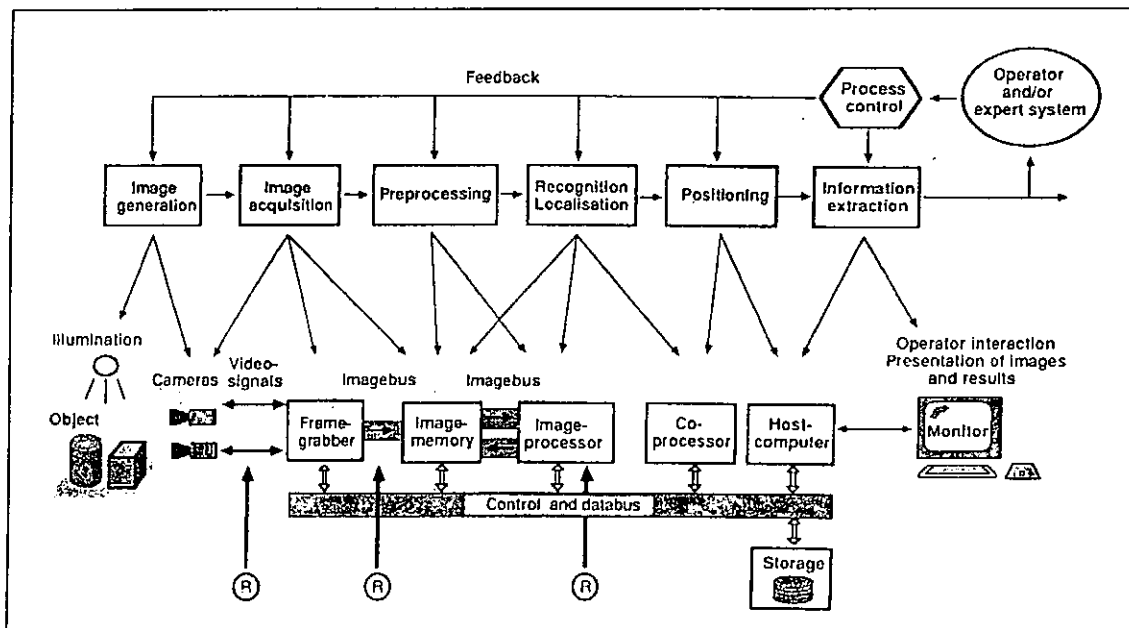 Feedback
Process
control
Operator
and/or
expert system
Image
generation
Image
acquisition
Preprocessing
Recognition
Localisation
Positioning
Information
extraction
Illumination
Object
Cameras
Video-
signals
Imagebus
Imagebus
Operator interaction
Presentation of images
and results
Frame-
grabber
Image-
memory
Image-
processor
Co-
processor
Host-
computer
Monitor
Control and databus
Storage
R
R
R